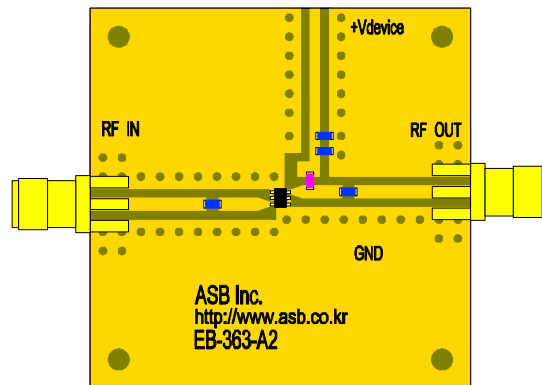 +Vdevice
RF IN
RF OUT
GND
ASB Inc.
http://www.asb.co.kr
EB-363-A2